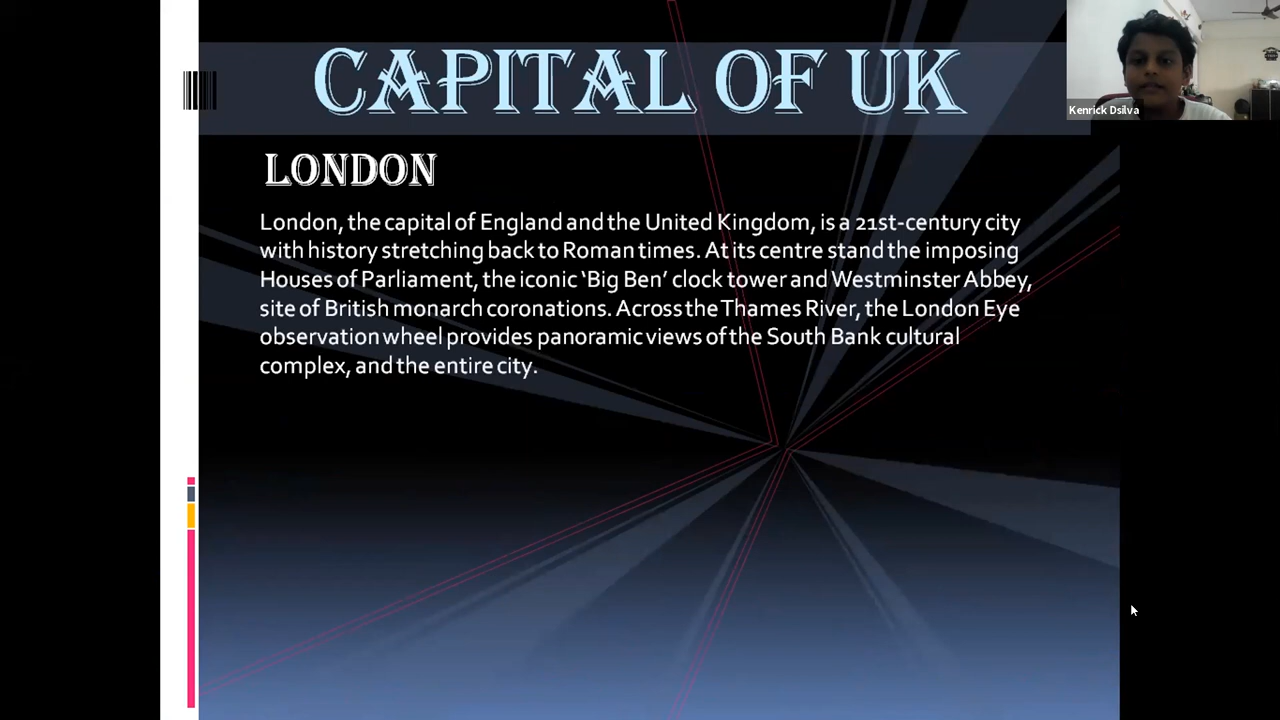 CAPITAL OF UK
Kenrick Dsilva
LONDON
London, the capital of England and the United Kingdom, is a 21st-century city
with history stretching back to Roman times. At its centre stand the imposing
Houses of Parliament, the iconic ‘Big Ben’ clock tower and Westminster Abbey,
site of British monarch coronations. Across the Thames River, the London Eye
observation wheel provides panoramic views of the South Bank cultural
complex, and the entire city.